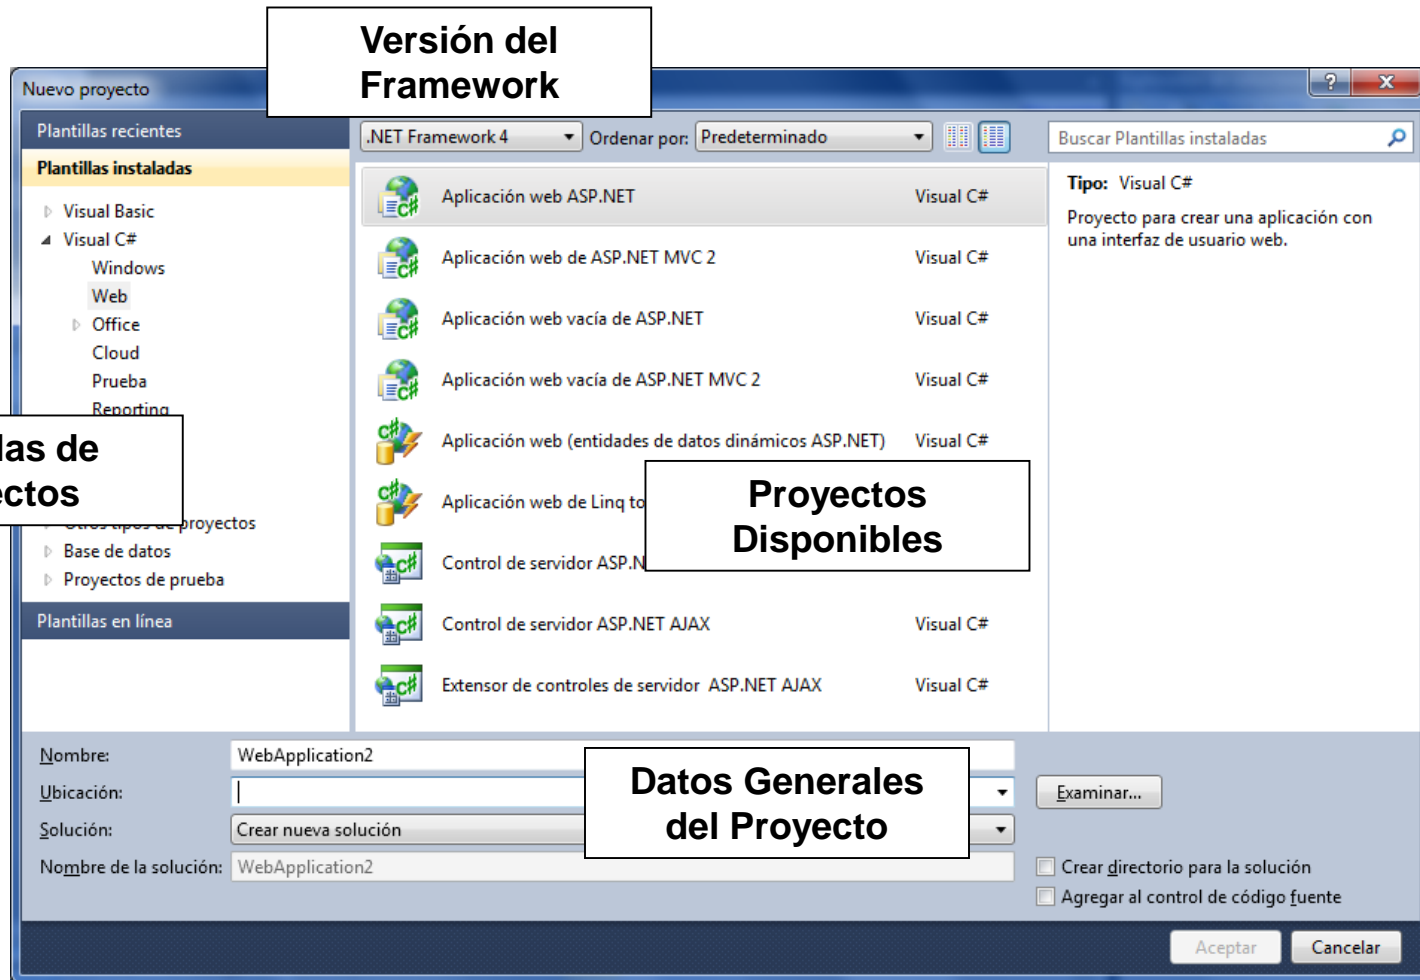 Versión del
Framework
Nuevo proyecto
Plantillas recientes
.NET Framework 4
Ordenar por: Predeterminado
Buscar Plantillas instaladas
Plantillas instaladas
Visual Basic
Visual C#
Windows
Web
Office
Cloud
Prueba
Reporting
las de
ectos
Otros tipos de proyectos
Base de datos
Proyectos de prueba
Plantillas en línea
Aplicación web ASP.NET Visual C#
Aplicación web de ASP.NET MVC 2 Visual C#
Aplicación web vacía de ASP.NET Visual C#
Aplicación web vacía de ASP.NET MVC 2 Visual C#
Aplicación web (entidades de datos dinámicos ASP.NET) Visual C#
Aplicación web de Linq to
Control de servidor ASP.N
Control de servidor ASP.NET AJAX Visual C#
Extensor de controles de servidor ASP.NET AJAX Visual C#
Proyectos
Disponibles
Tipo: Visual C#
Proyecto para crear una aplicación con
una interfaz de usuario web.
Nombre: WebApplication2
Ubicación:
Examinar...
Solución: Crear nueva solución
Nombre de la solución: WebApplication2
Datos Generales
del Proyecto
Crear directorio para la solución
Agregar al control de código fuente
Aceptar
Cancelar